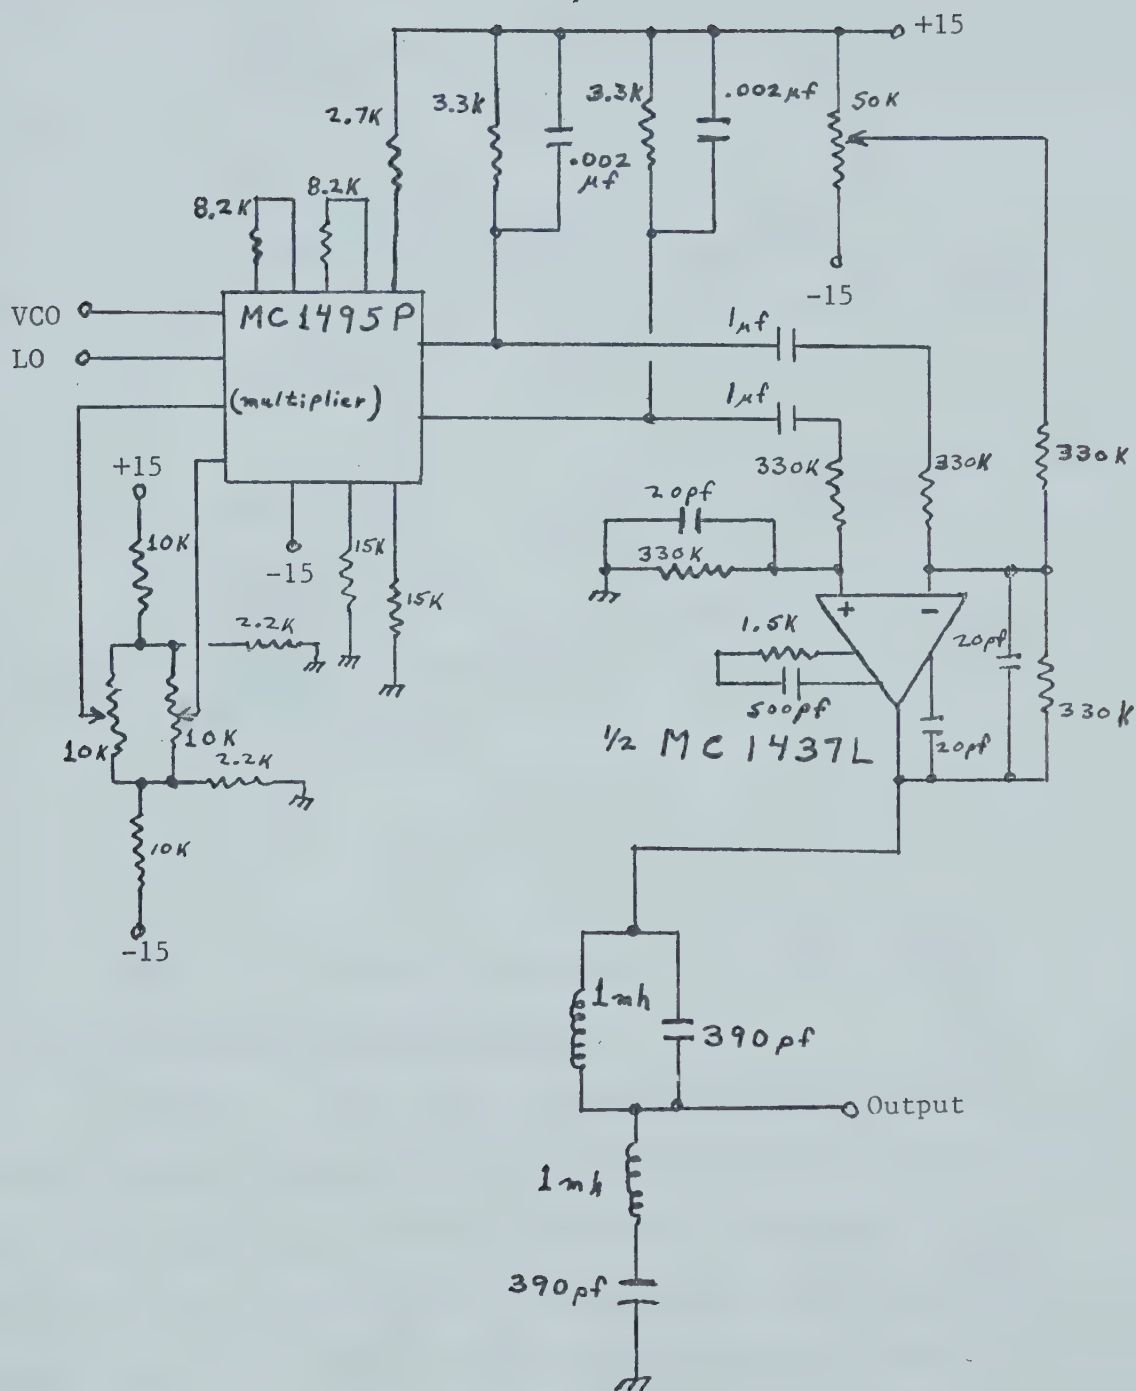 +15
2.7K
3.3K
.002 μf
3.3K
.002 μf
50K
-15
8.2K
8.2K
VCO
LO
MC1495P
(multiplier)
1μf
1μf
330K
330K
330K
+15
10K
-15
15K
15K
2.2K
10K
10K
2.2K
10K
-15
20pf
330K
+
-
1.5K
500pf
20pf
20pf
330K
1/2 MC1437L
1mh
390pf
Output
1mh
390pf